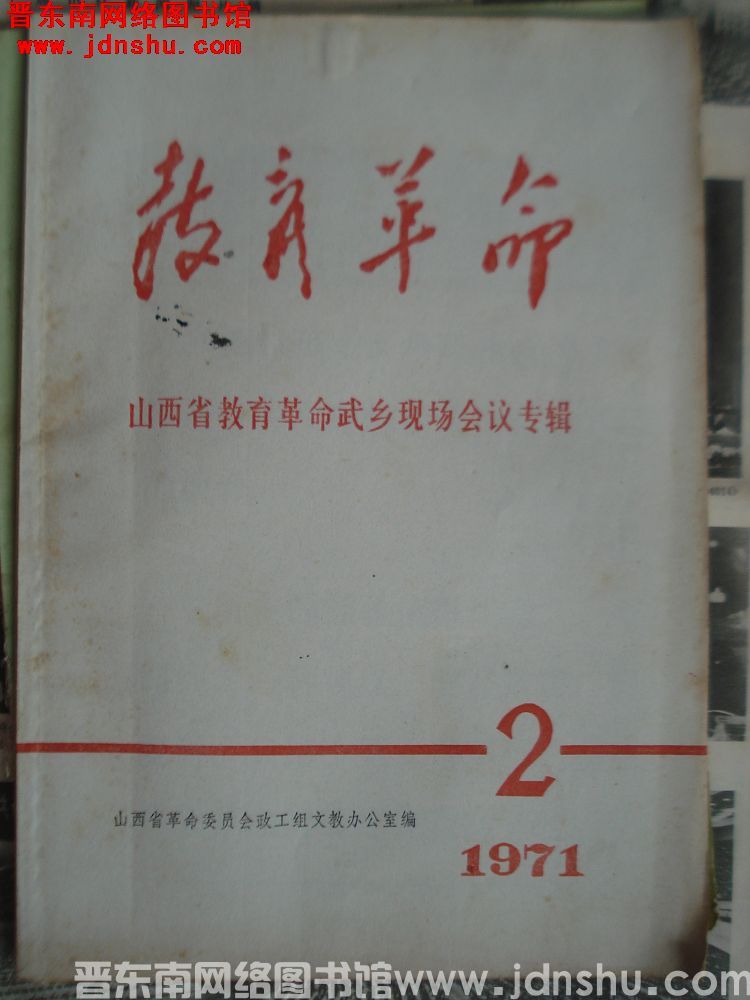 晋东南网络图书馆
www.jdnshu.com
教育革命
山西省教育革命武乡现场会议专辑
2
山西省革命委员会政工组文教办公室编
1971
晋东南网络图书馆www.jdnshu.com